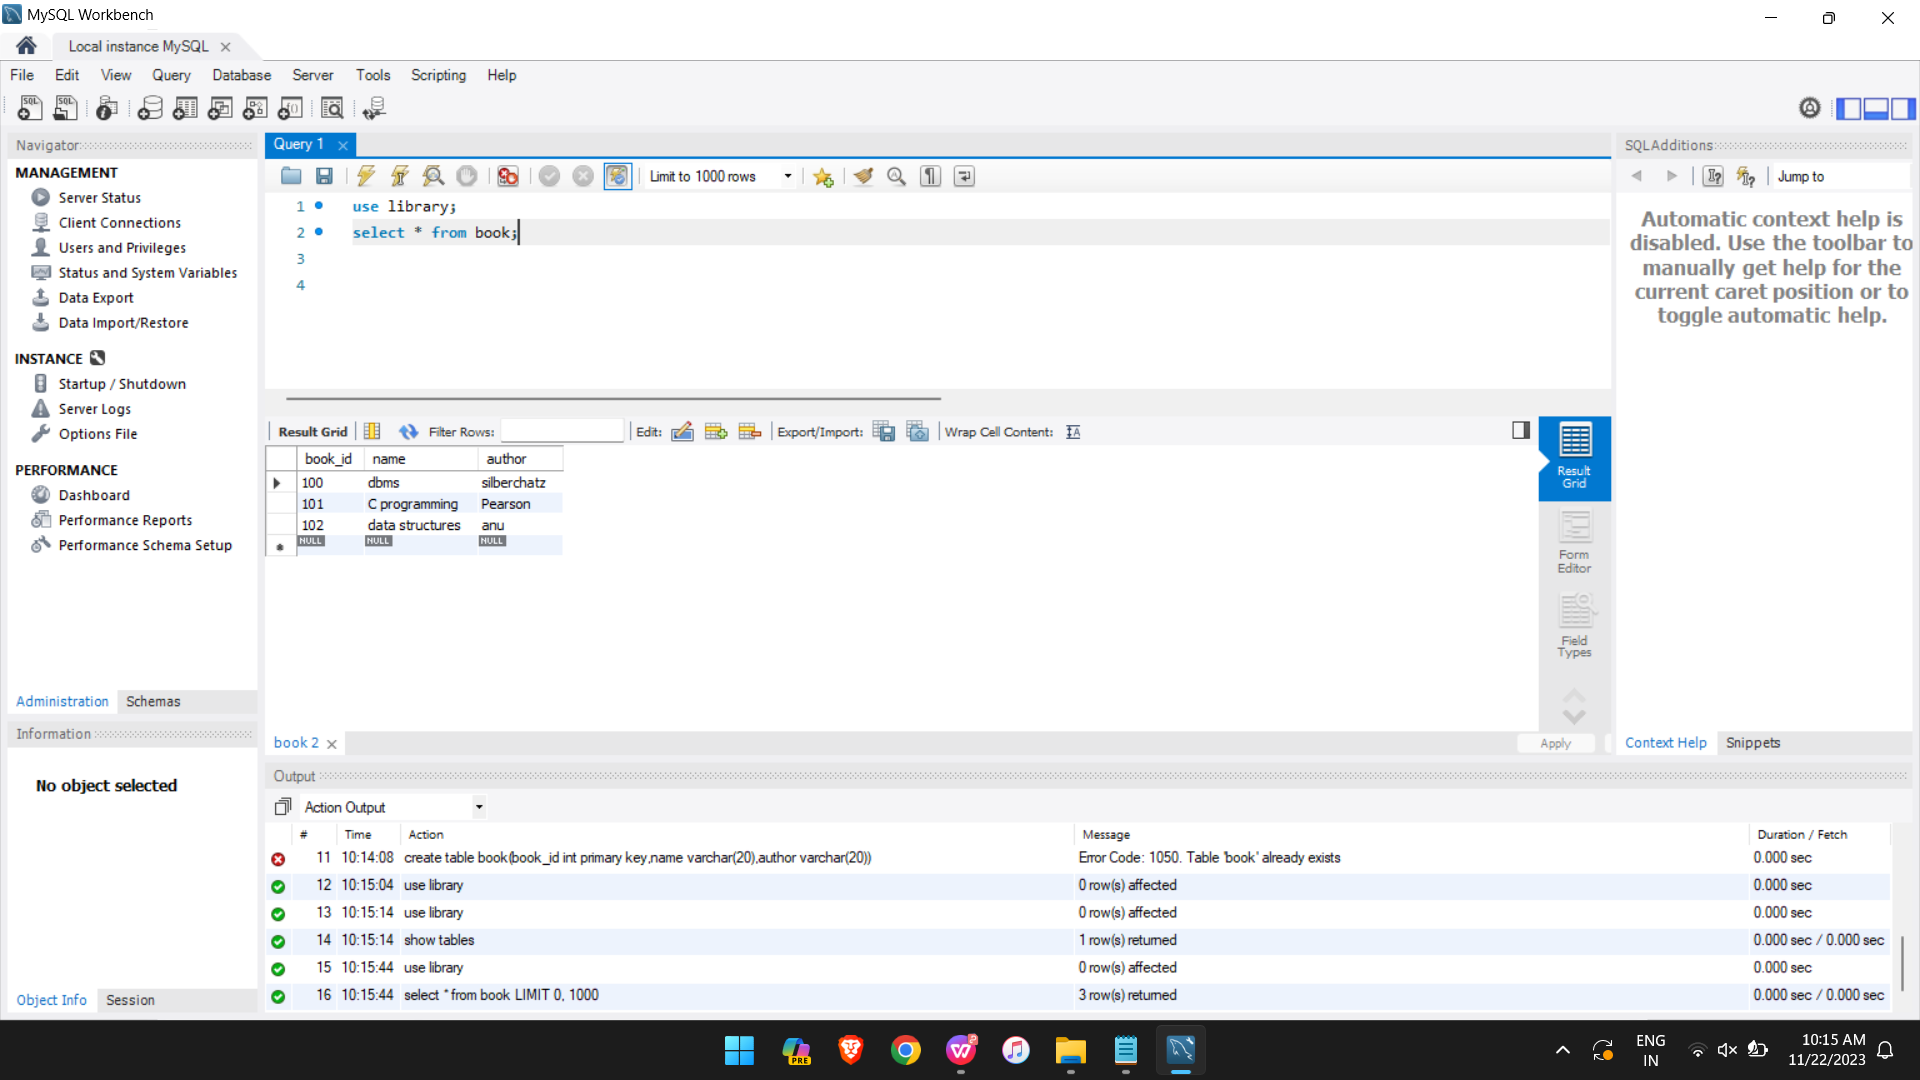 MySQL Workbench
Local instance MySQL
File Edit View Query Database Server Tools Scripting Help
Navigator
MANAGEMENT
Server Status
Client Connections
Users and Privileges
Status and System Variables
Data Export
Data Import/Restore
INSTANCE
Startup / Shutdown
Server Logs
Options File
PERFORMANCE
Dashboard
Performance Reports
Performance Schema Setup
Administration Schemas
Information
No object selected
Object Info Session
Query 1
Limit to 1000 rows
1 use library;
2 select * from book;
3
4
Result Grid Filter Rows: Edit: Export/Import: Wrap Cell Content:
book_id name author
100 dbms silberchatz
101 C programming Pearson
102 data structures anu
NULL NULL NULL
Result
Grid
Form
Editor
Field
Types
book 2
Apply
SQLAdditions
Jump to
Automatic context help is
disabled. Use the toolbar to
manually get help for the
current caret position or to
toggle automatic help.
Context Help Snippets
Output
Action Output
# Time Action Message Duration / Fetch
11 10:14:08 create table book(book_id int primary key,name varchar(20),author varchar(20)) Error Code: 1050. Table 'book' already exists 0.000 sec
12 10:15:04 use library 0 row(s) affected 0.000 sec
13 10:15:14 use library 0 row(s) affected 0.000 sec
14 10:15:14 show tables 1 row(s) returned 0.000 sec / 0.000 sec
15 10:15:44 use library 0 row(s) affected 0.000 sec
16 10:15:44 select * from book LIMIT 0, 1000 3 row(s) returned 0.000 sec / 0.000 sec
PRE
ENG
IN
10:15 AM
11/22/2023